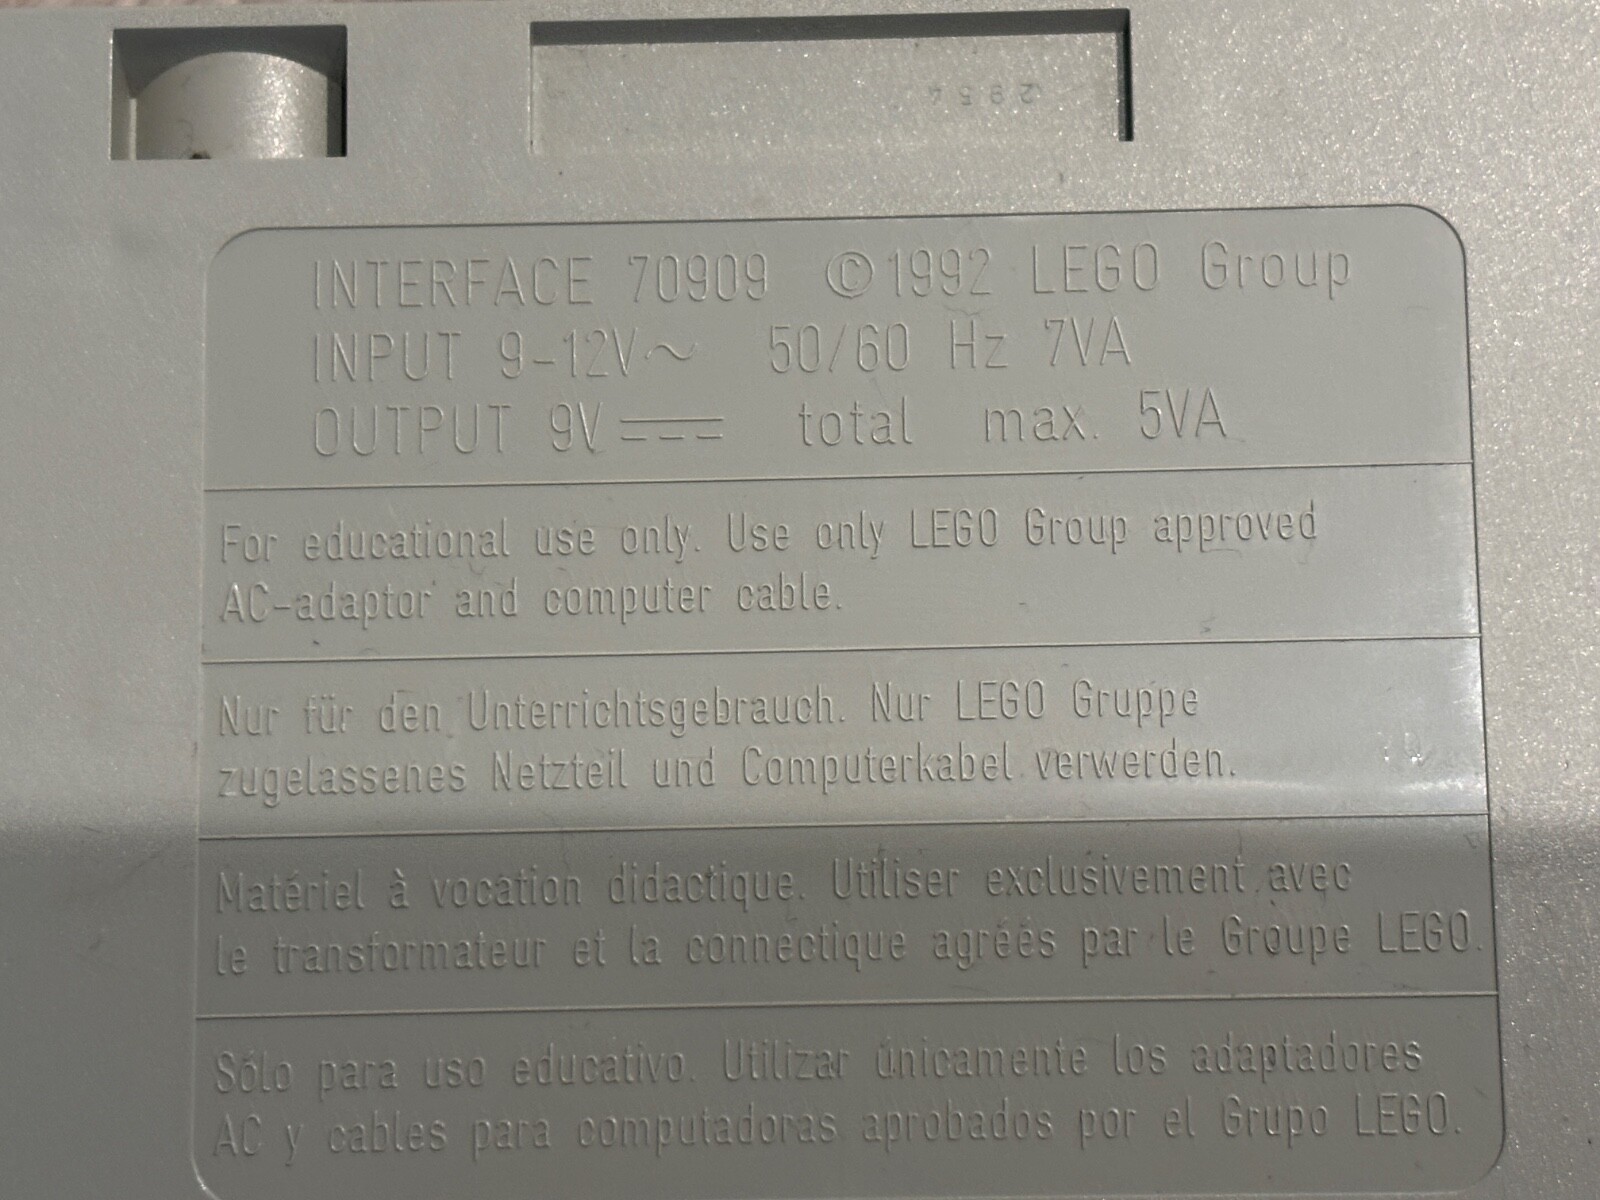 2954
INTERFACE 70909 ©1992 LEGO Group
INPUT 9-12V~ 50/60 Hz 7VA
OUTPUT 9V⎓ total max. 5VA
For educational use only. Use only LEGO Group approved
AC-adaptor and computer cable.
Nur für den Unterrichtsgebrauch. Nur LEGO Gruppe
zugelassenes Netzteil und Computerkabel verwerden.
Matériel à vocation didactique. Utiliser exclusivement avec
le transformateur et la connectique agréés par le Groupe LEGO.
Sólo para uso educativo. Utilizar únicamente los adaptadores
AC y cables para computadoras aprobados por el Grupo LEGO.